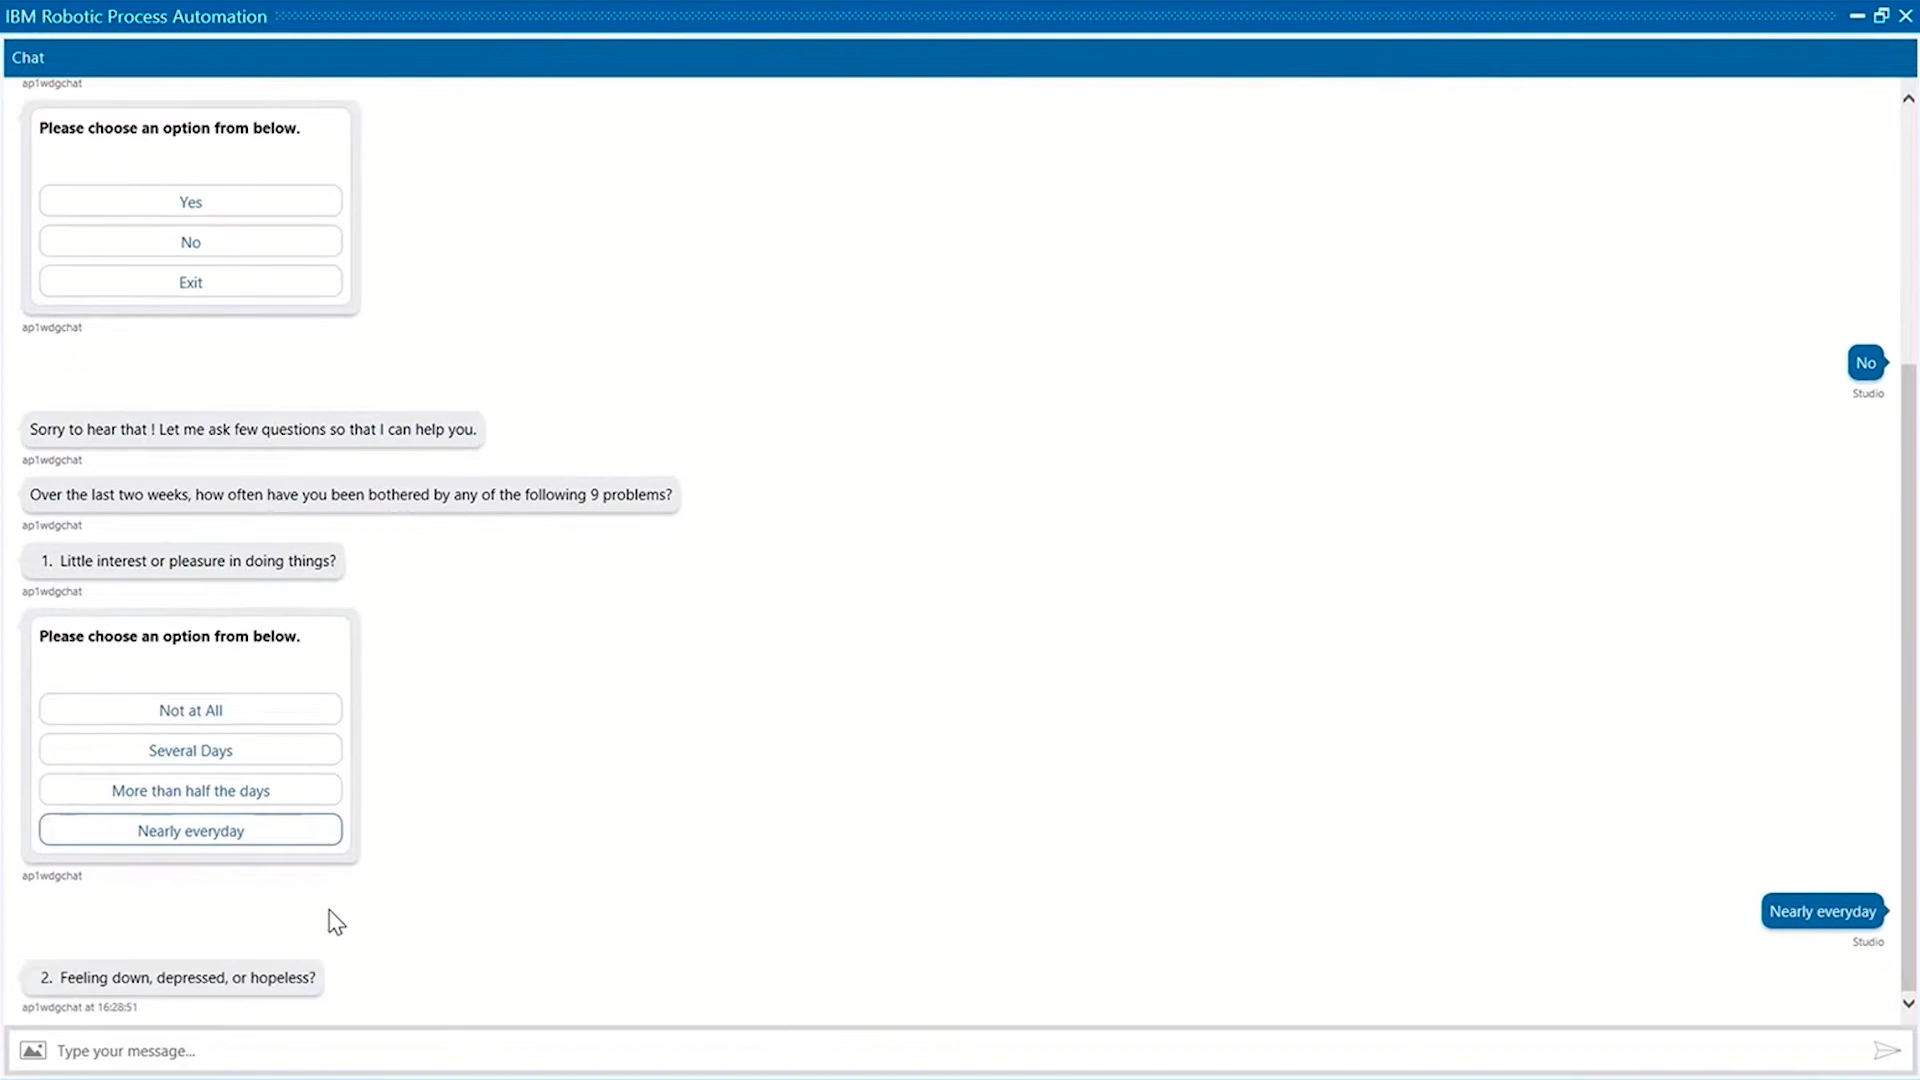 IBM Robotic Process Automation
Chat
ap1wdgchat
Please choose an option from below.
Yes
No
Exit
ap1wdgchat
No
Studio
Sorry to hear that ! Let me ask few questions so that I can help you.
ap1wdgchat
Over the last two weeks, how often have you been bothered by any of the following 9 problems?
ap1wdgchat
1. Little interest or pleasure in doing things?
ap1wdgchat
Please choose an option from below.
Not at All
Several Days
More than half the days
Nearly everyday
ap1wdgchat
Nearly everyday
Studio
2. Feeling down, depressed, or hopeless?
ap1wdgchat at 16:28:51
Type your message...